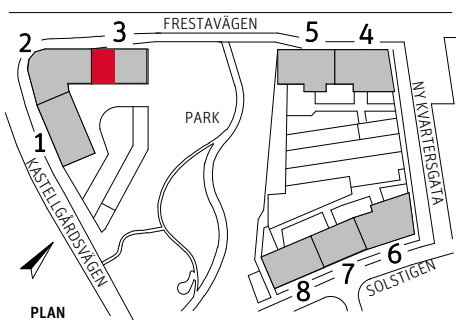 FRESTAVÄGEN
2
3
5
4
1
PARK
NY KVARTERSGATA
KASTELLGÅRDSVÄGEN
6
7
8
SOLSTIGEN
PLAN